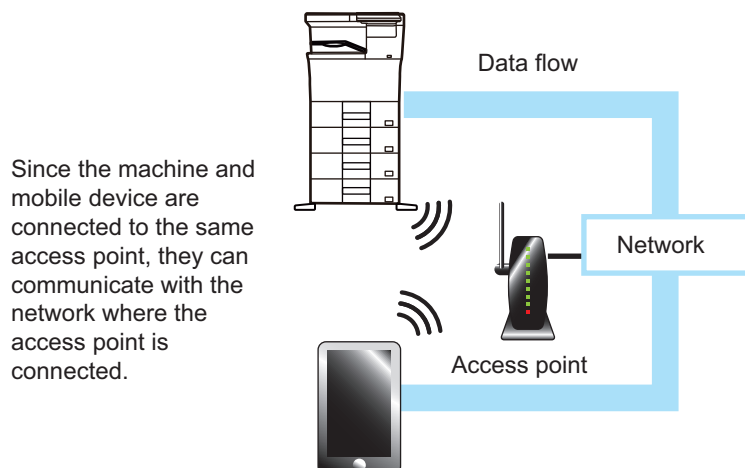 Data flow
Since the machine and
mobile device are
connected to the same
access point, they can
communicate with the
network where the
access point is
connected.
Network
Access point